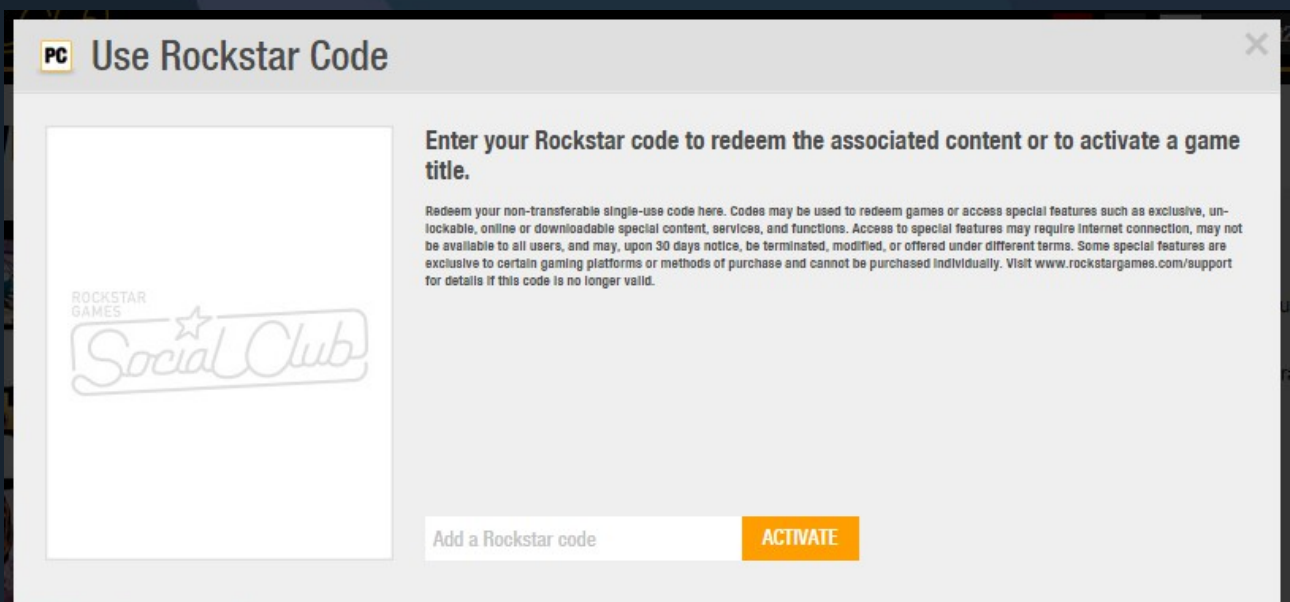 PC Use Rockstar Code
Enter your Rockstar code to redeem the associated content or to activate a game
title.
Redeem your non-transferable single-use code here. Codes may be used to redeem games or access special features such as exclusive, un-
lockable, online or downloadable special content, services, and functions. Access to special features may require internet connection, may not
be available to all users, and may, upon 30 days notice, be terminated, modified, or offered under different terms. Some special features are
exclusive to certain gaming platforms or methods of purchase and cannot be purchased individually. Visit www.rockstargames.com/support
for details if this code is no longer valid.
ROCKSTAR
GAMES
Social Club
Add a Rockstar code
ACTIVATE